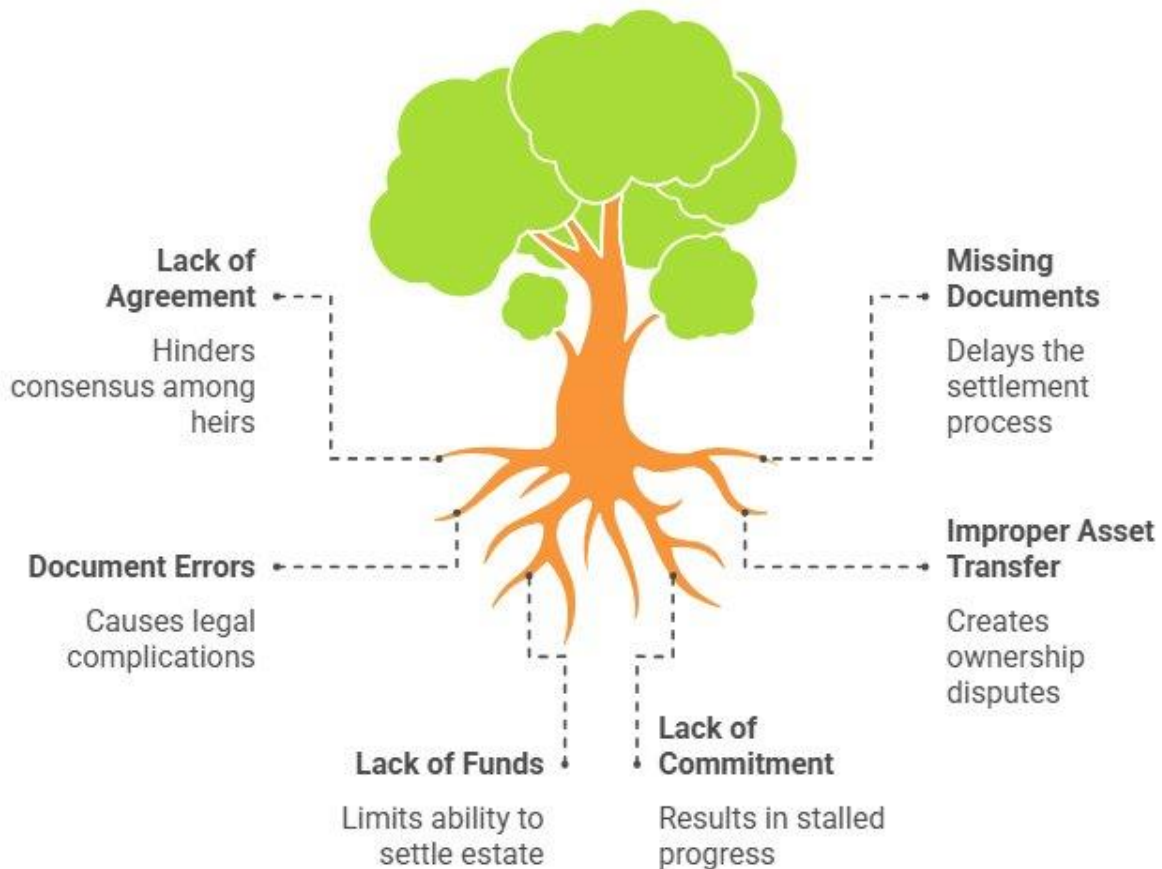 Lack of
Agreement
Hinders
consensus among
heirs
Missing
Documents
Delays the
settlement
process
Document Errors
Causes legal
complications
Improper Asset
Transfer
Creates
ownership
disputes
Lack of Funds
Limits ability to
settle estate
Lack of
Commitment
Results in stalled
progress